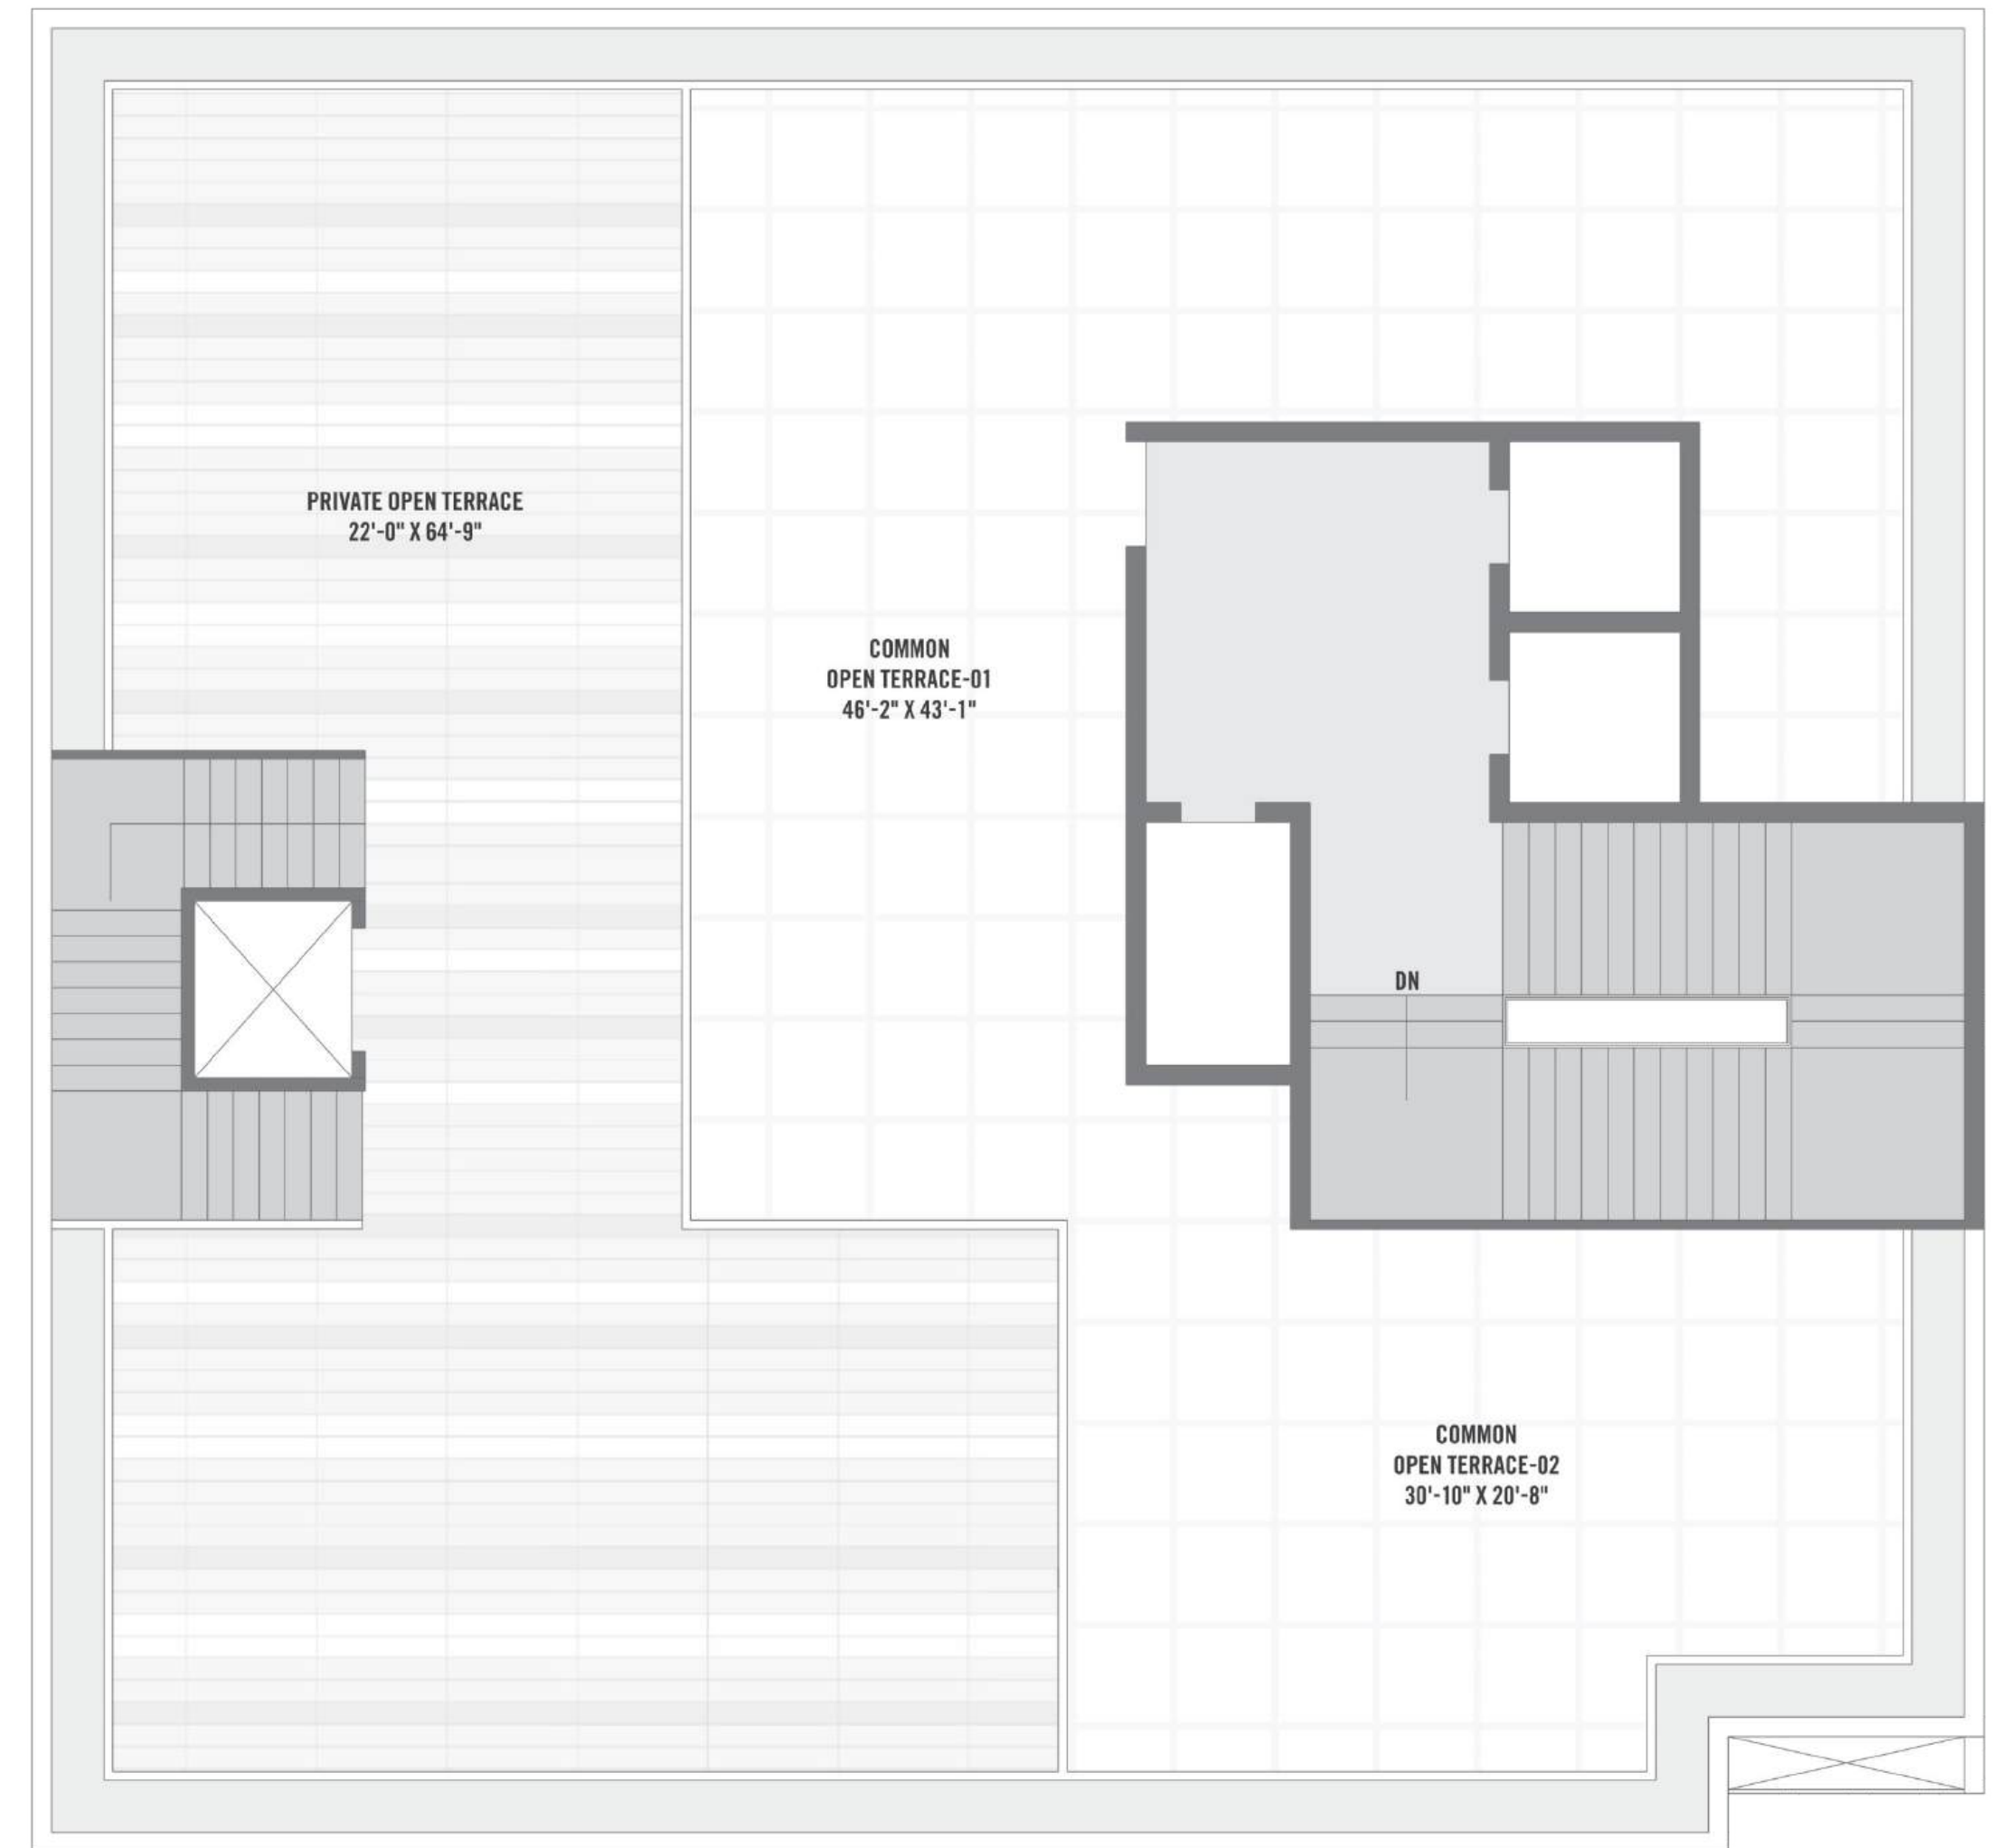 PRIVATE OPEN TERRACE
22'-0" X 64'-9"
COMMON
OPEN TERRACE-01
46'-2" X 43'-1"
DN
COMMON
OPEN TERRACE-02
30'-10" X 20'-8"